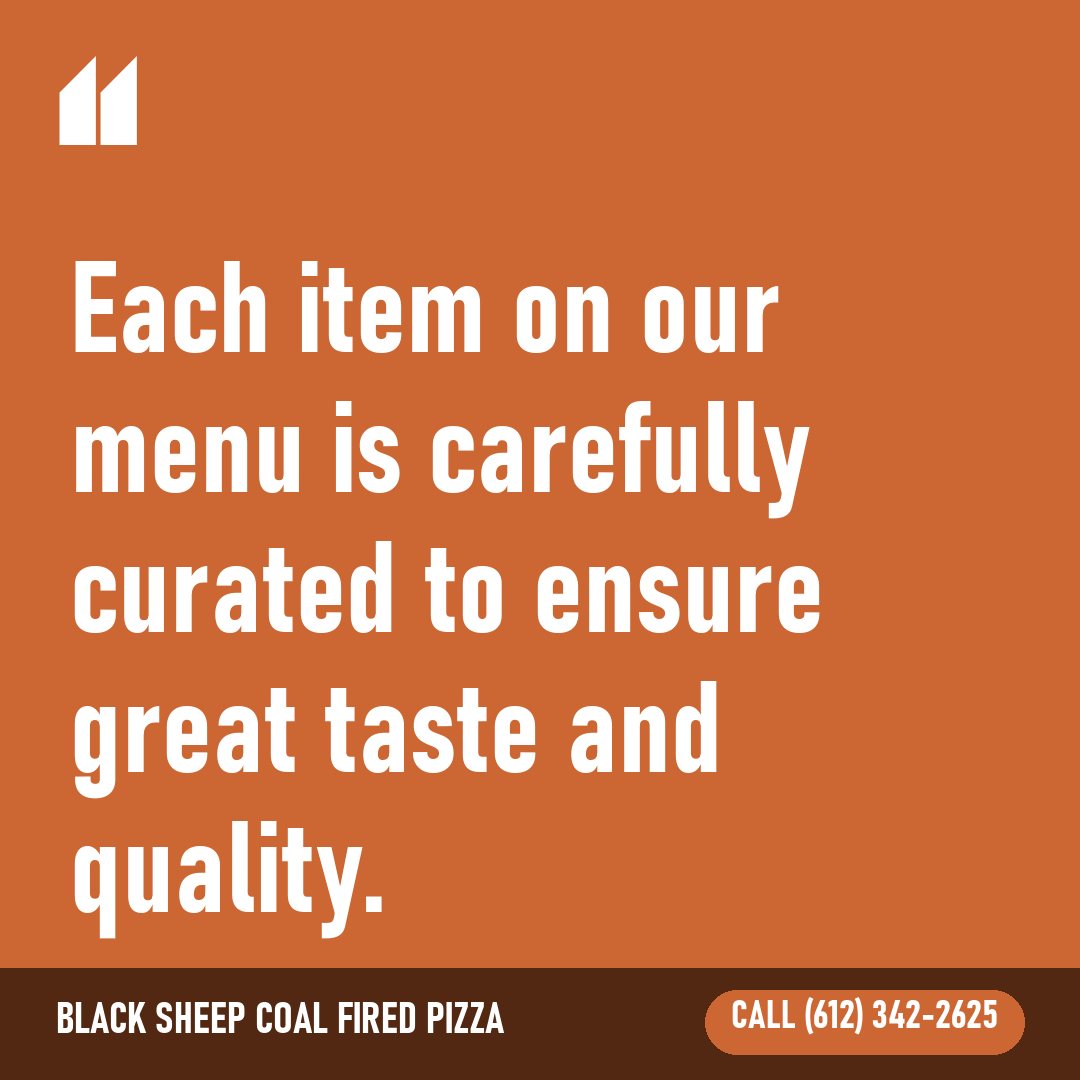 “
Each item on our
menu is carefully
curated to ensure
great taste and
quality.
BLACK SHEEP COAL FIRED PIZZA
CALL (612) 342-2625